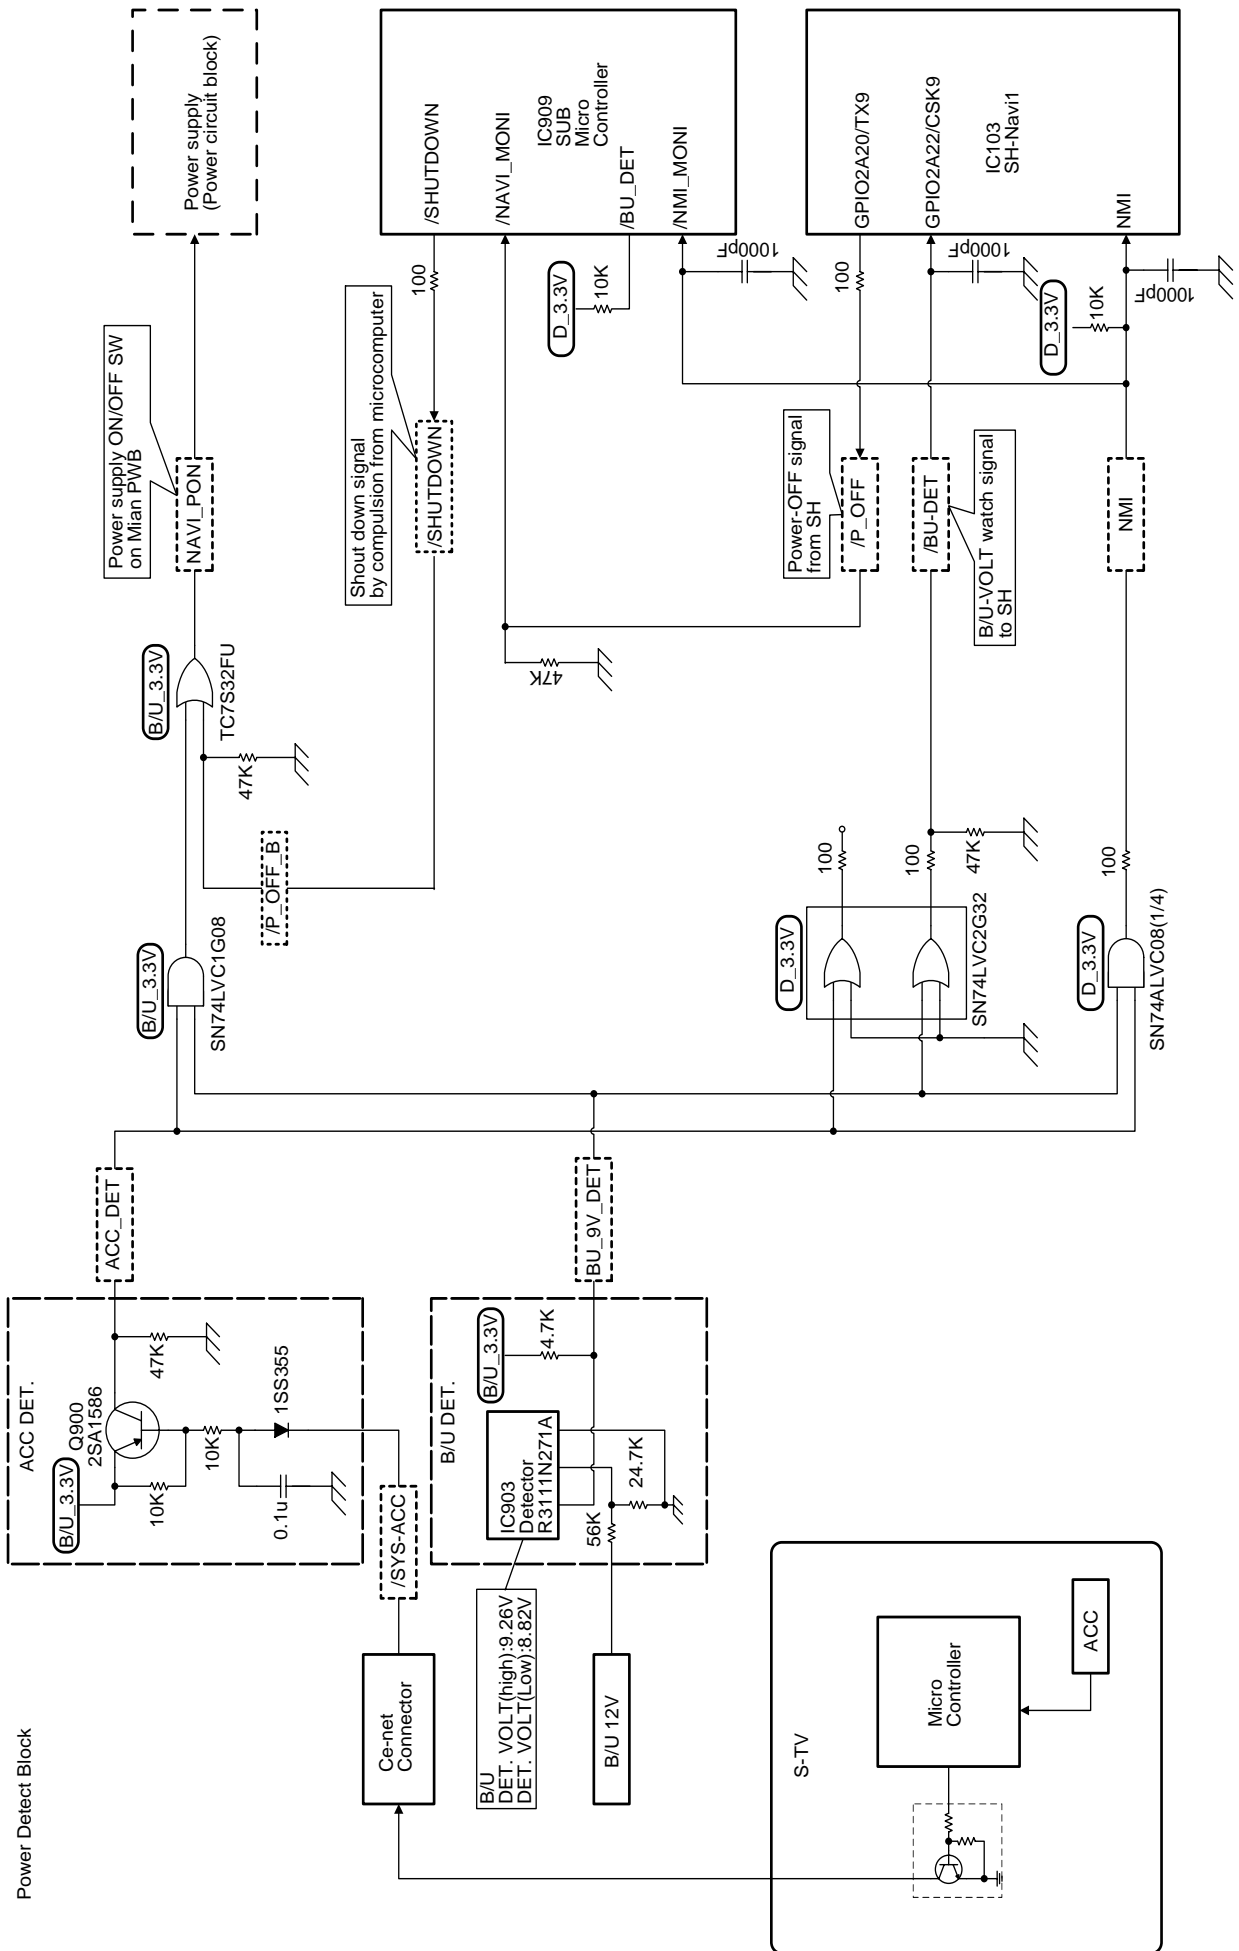 Power Detect Block
ACC DET.
B/U_3.3V
Q900
2SA1586
10K
10K
47K
0.1u
1SS355
ACC_DET
/SYS-ACC
Ce-net
Connector
B/U DET.
B/U_3.3V
4.7K
IC903
Detector
R3111N271A
56K
24.7K
BU_9V_DET
B/U
DET. VOLT(high):9.26V
DET. VOLT(Low):8.82V
B/U 12V
S-TV
Micro
Controller
ACC
B/U_3.3V
SN74LVC1G08
/P_OFF_B
47K
B/U_3.3V
TC7S32FU
Power supply ON/OFF SW
on Mian PWB
NAVI_PON
Power supply
(Power circuit block)
Shout down signal
by compulsion from microcomputer
/SHUTDOWN
100
/SHUTDOWN
/NAVI_MONI
IC909
SUB
Micro
Controller
/BU_DET
/NMI_MONI
47K
D_3.3V
10K
1000pF
D_3.3V
SN74LVC2G32
100
100
47K
Power-OFF signal
from SH
/P_OFF
100
GPIO2A20/TX9
/BU-DET
B/U-VOLT watch signal
to SH
GPIO2A22/CSK9
1000pF
IC103
SH-Navi1
D_3.3V
SN74ALVC08(1/4)
100
NMI
D_3.3V
10K
NMI
1000pF